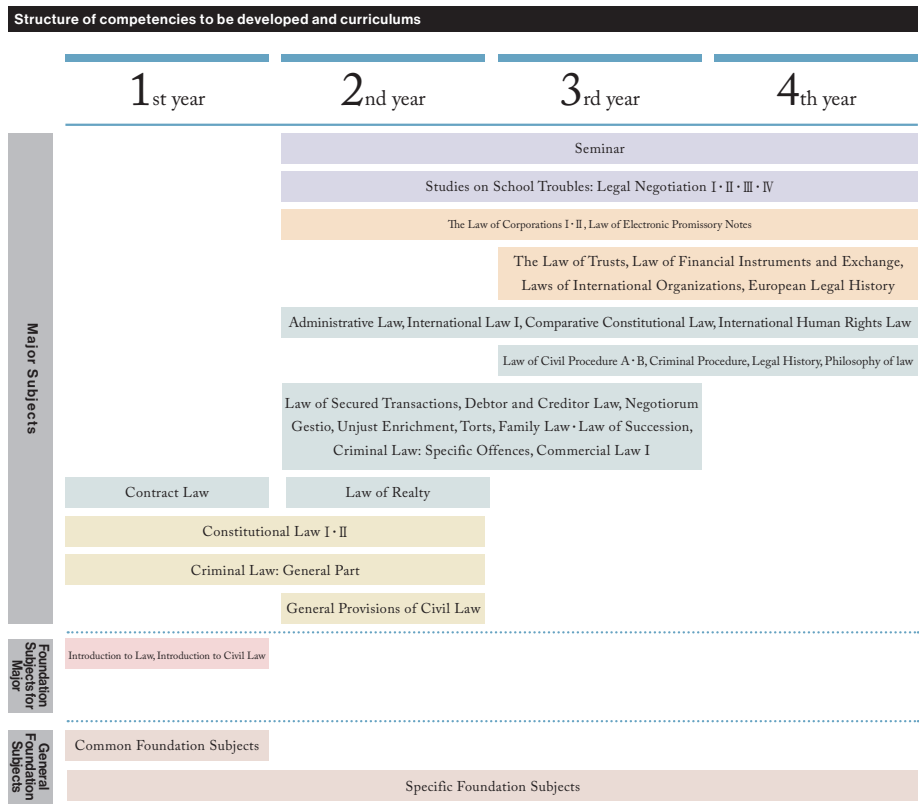 Structure of competencies to be developed and curriculums
1st year
2nd year
3rd year
4th year
Major Subjects
Seminar
Studies on School Troubles: Legal Negotiation Ⅰ・Ⅱ・Ⅲ・Ⅳ
The Law of Corporations Ⅰ・Ⅱ, Law of Electronic Promissory Notes
The Law of Trusts, Law of Financial Instruments and Exchange,
Laws of International Organizations, European Legal History
Administrative Law, International Law I, Comparative Constitutional Law, International Human Rights Law
Law of Civil Procedure A・B, Criminal Procedure, Legal History, Philosophy of law
Law of Secured Transactions, Debtor and Creditor Law, Negotiorum
Gestio, Unjust Enrichment, Torts, Family Law・Law of Succession,
Criminal Law: Specific Offences, Commercial Law I
Contract Law
Law of Realty
Constitutional Law Ⅰ・Ⅱ
Criminal Law: General Part
General Provisions of Civil Law
Foundation
Subjects for
Major
Introduction to Law, Introduction to Civil Law
General
Foundation
Subjects
Common Foundation Subjects
Specific Foundation Subjects